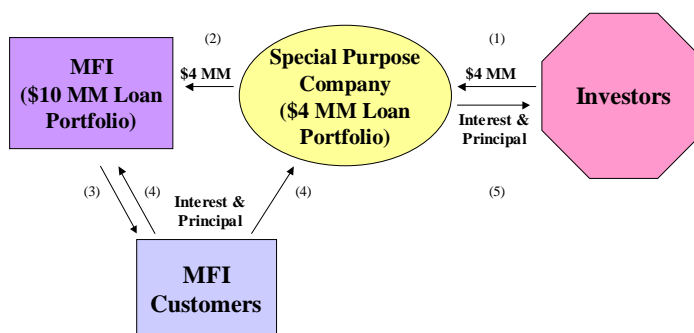 (2)
(1)
MFI
($10 MM Loan
Portfolio)
$4 MM
Special Purpose
Company
($4 MM Loan
Portfolio)
$4 MM
Interest &
Principal
Investors
(3)
(4)
Interest &
Principal
(4)
(5)
MFI
Customers